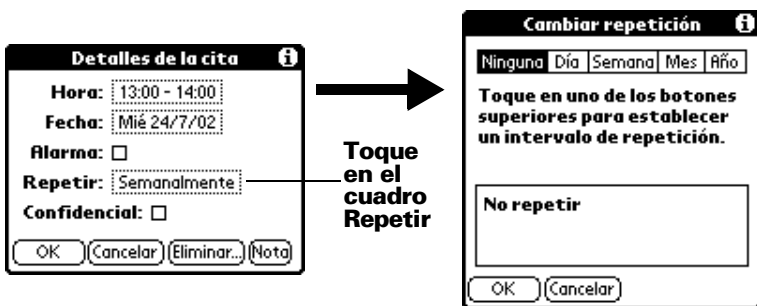 Detalles de la cita
Hora: 13:00 - 14:00
Fecha: Mié 24/7/02
Alarma:
Repetir: Semanalmente
Confidencial:
OK Cancelar Eliminar... Nota
Toque
en el
cuadro
Repetir
Cambiar repetición
Ninguna Día Semana Mes Año
Toque en uno de los botones
superiores para establecer
un intervalo de repetición.
No repetir
OK Cancelar